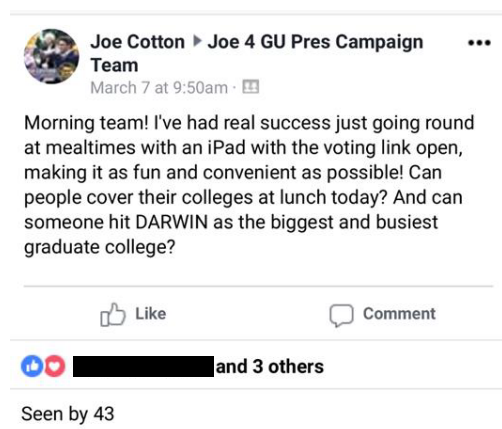 Joe Cotton ▸ Joe 4 GU Pres Campaign
Team
March 7 at 9:50am ·
Morning team! I've had real success just going round
at mealtimes with an iPad with the voting link open,
making it as fun and convenient as possible! Can
people cover their colleges at lunch today? And can
someone hit DARWIN as the biggest and busiest
graduate college?
Like
Comment
and 3 others
Seen by 43